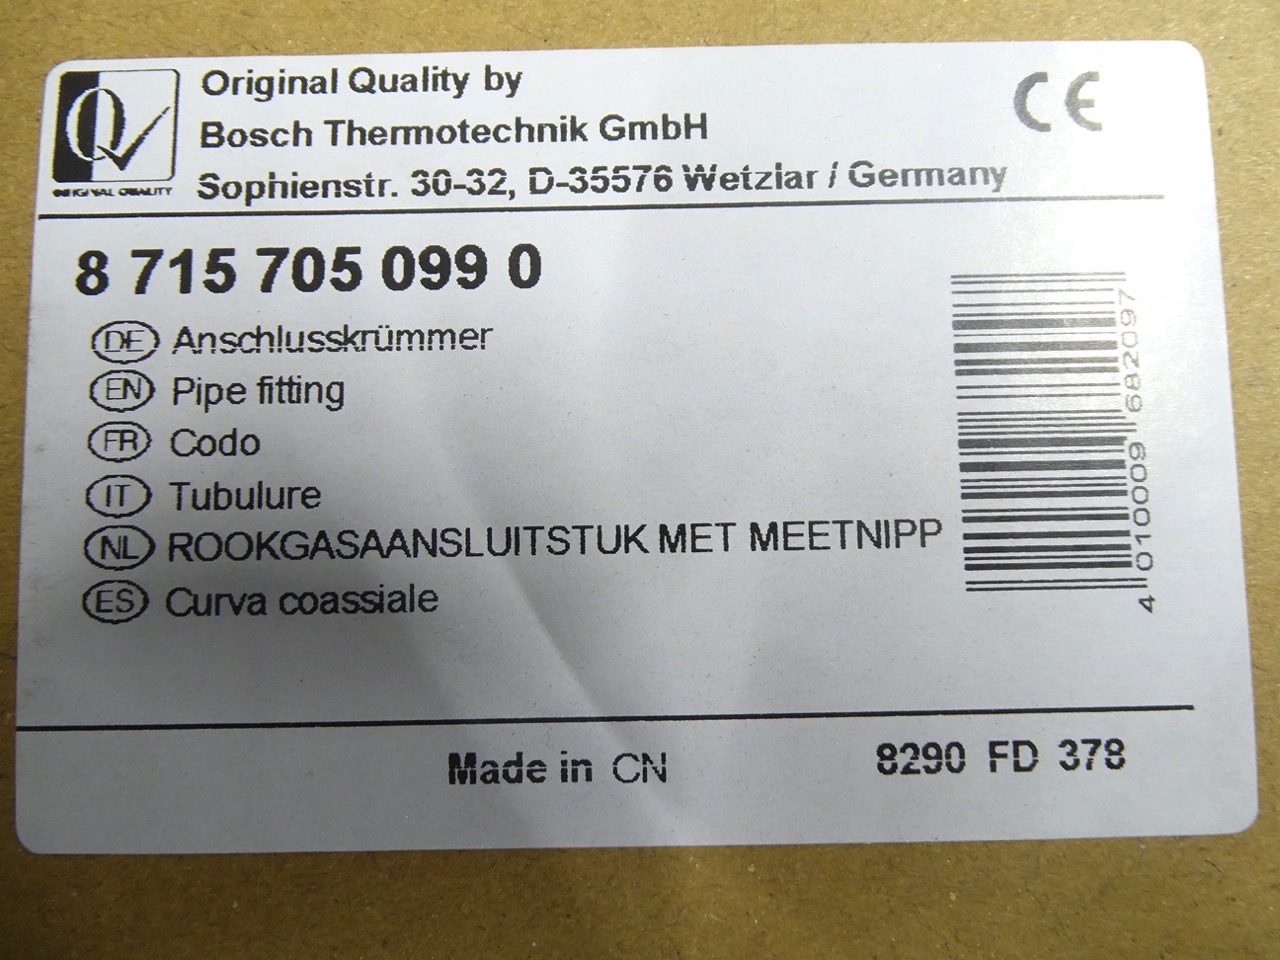 Original Quality by
Bosch Thermotechnik GmbH
Sophienstr. 30-32, D-35576 Wetzlar / Germany
ORIGINAL QUALITY
CE
8 715 705 099 0
DE Anschlusskrümmer
EN Pipe fitting
FR Codo
IT Tubulure
NL ROOKGASAANSLUITSTUK MET MEETNIPP
ES Curva coassiale
4 010009 682097
Made in CN
8290 FD 378